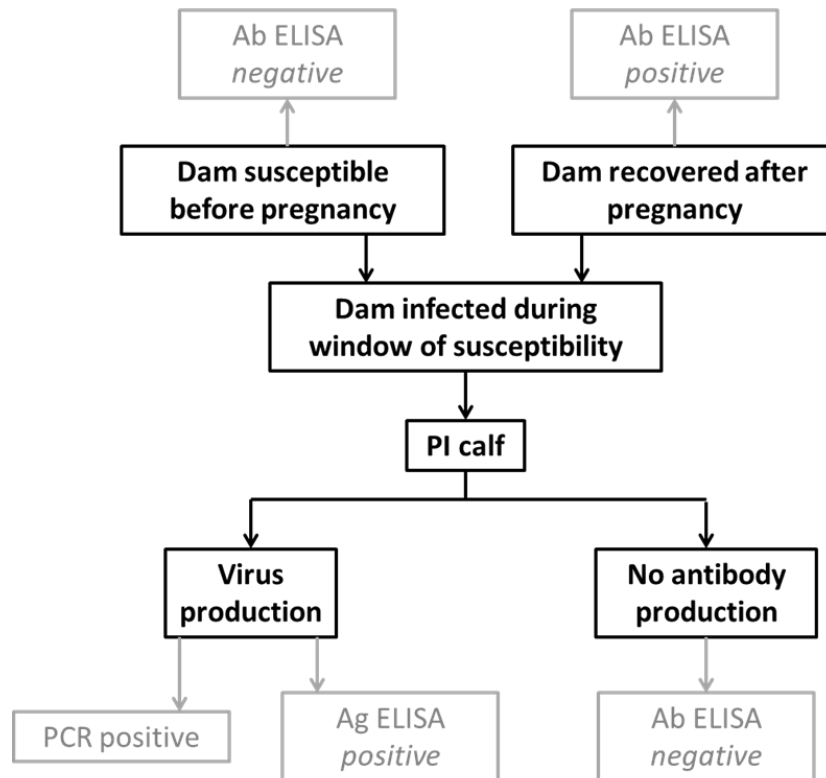 Ab ELISA
negative
Ab ELISA
positive
Dam susceptible
before pregnancy
Dam recovered after
pregnancy
Dam infected during
window of susceptibility
PI calf
Virus
production
No antibody
production
PCR positive
Ag ELISA
positive
Ab ELISA
negative